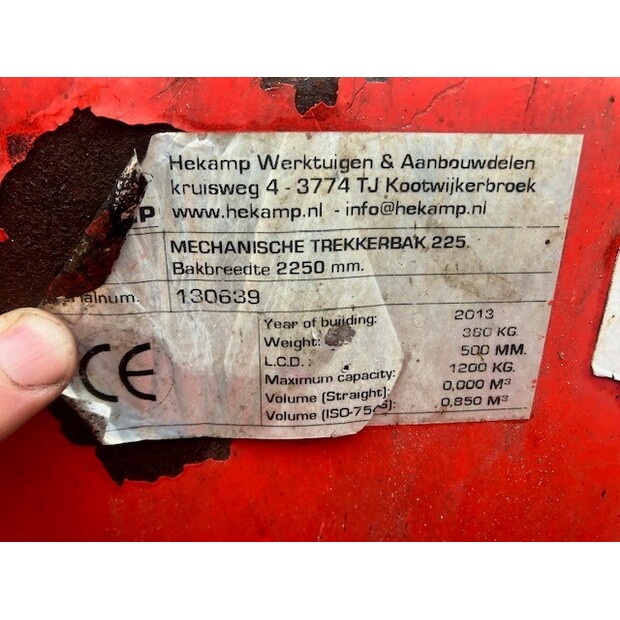 Hekamp Werktuigen & Aanbouwdelen
kruisweg 4 - 3774 TJ Kootwijkerbroek
www.hekamp.nl - info@hekamp.nl
MECHANISCHE TREKKERBAK 225.
Bakbreedte 2250 mm.
130639
Year of building: 2013
Weight: 360 KG.
L.C.D.: 500 MM.
Maximum capacity: 1200 KG.
Volume (Straight): 0,000 M³
0,850 M³
CE